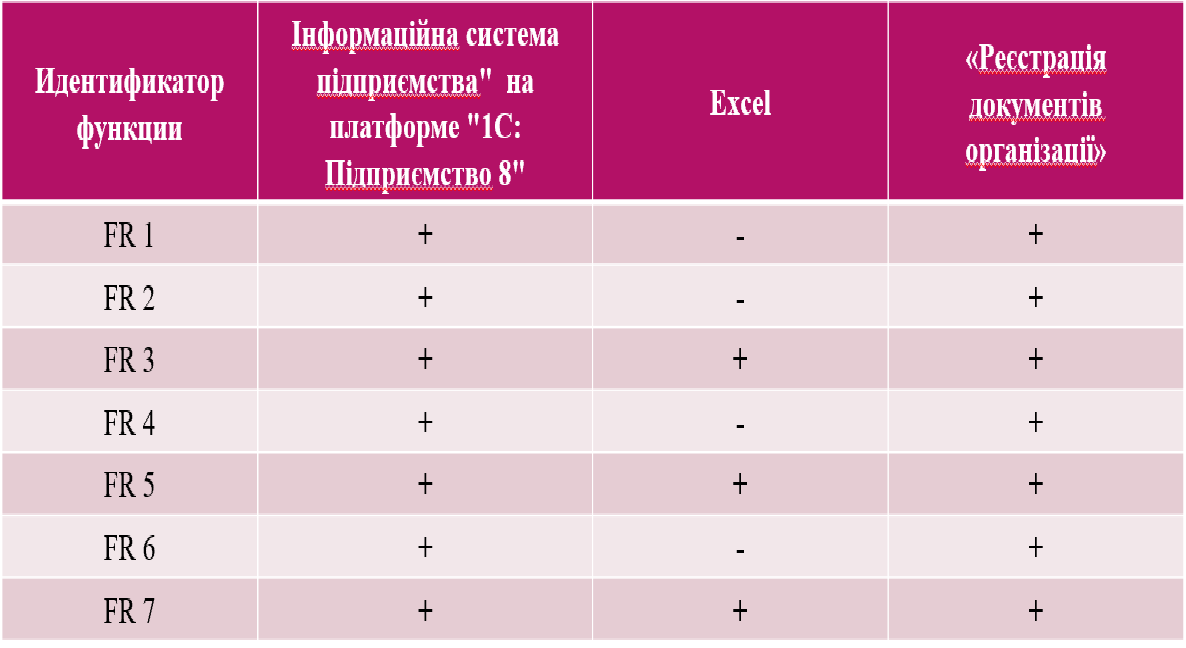 Идентификатор
функции
Інформаційна система
підприємства" на
платформе "1С:
Підприємство 8"
Excel
«Реєстрація
документів
організації»
FR 1 + - +
FR 2 + - +
FR 3 + + +
FR 4 + - +
FR 5 + + +
FR 6 + - +
FR 7 + + +